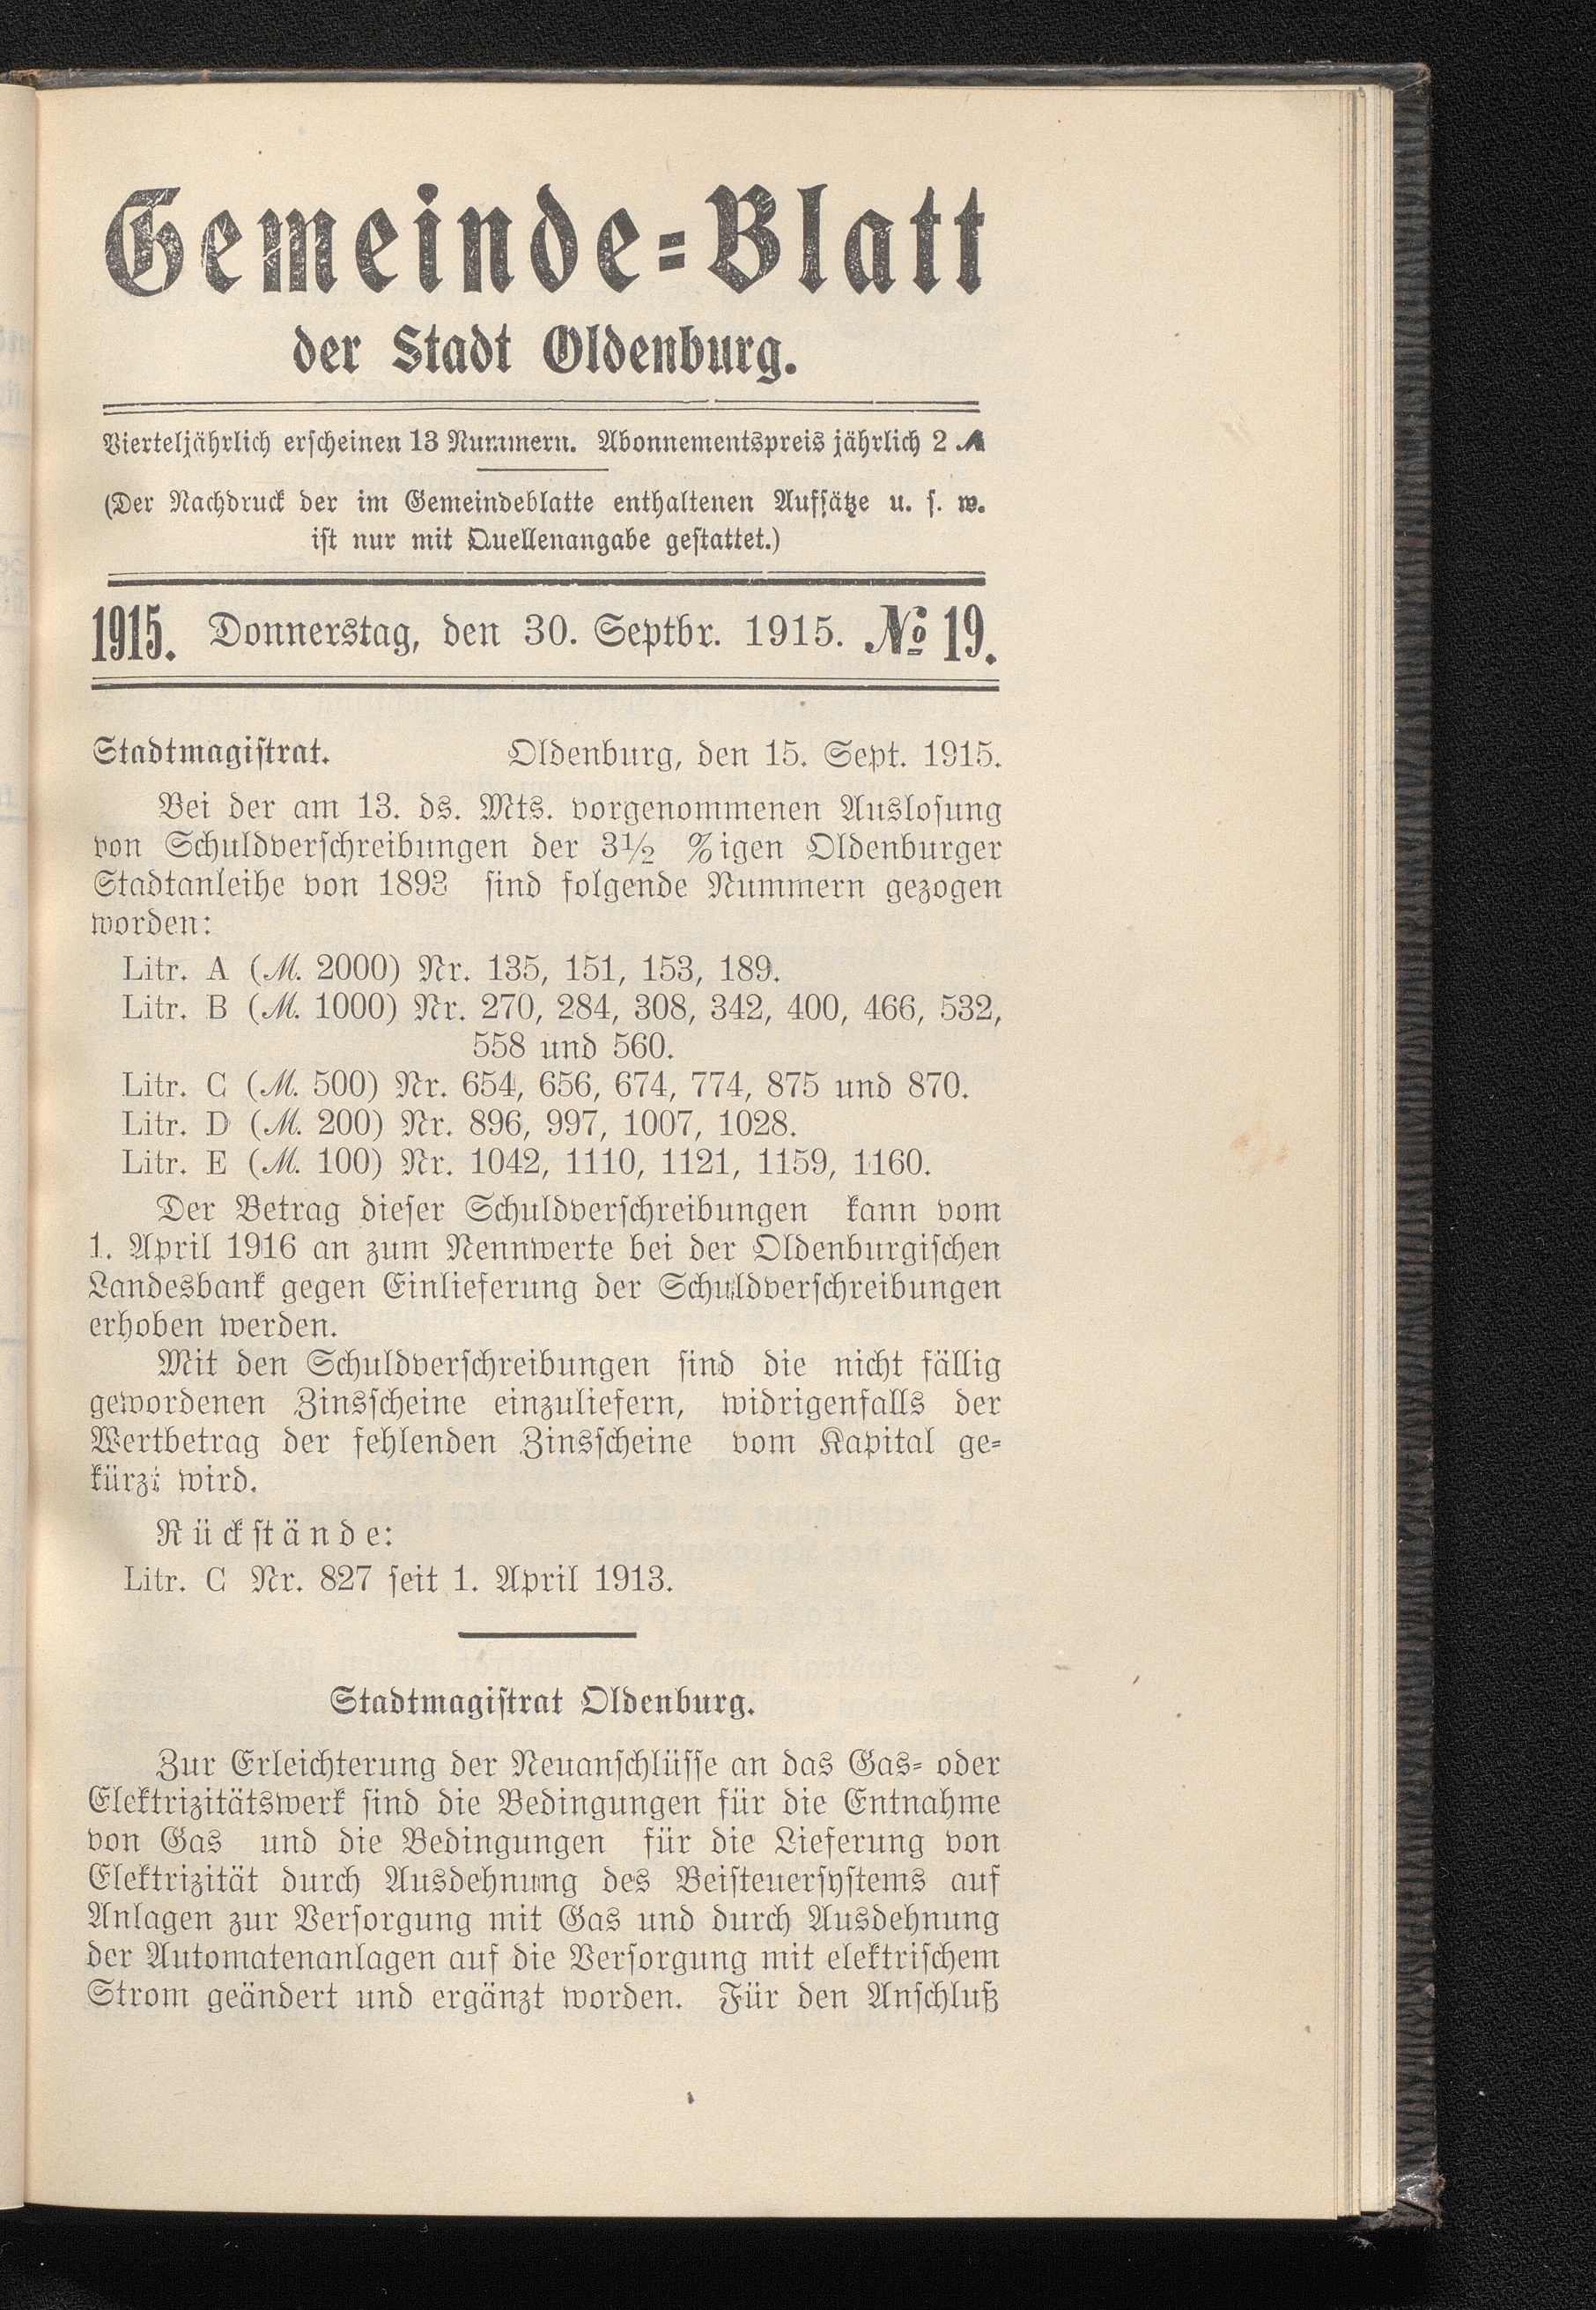 Gemeinde=Blatt
der Stadt Oldenburg.
Vierteljährlich erscheinen 13 Nummern. Abonnementspreis jährlich 2 ℳ
(Der Nachdruck der im Gemeindeblatte enthaltenen Aufsätze u. s. w.
ist nur mit Quellenangabe gestattet.)
1915. Donnerstag, den 30. Septbr. 1915. № 19.
Stadtmagistrat. Oldenburg, den 15. Sept. 1915.
Bei der am 13. ds. Mts. vorgenommenen Auslosung
von Schuldverschreibungen der 3½ %igen Oldenburger
Stadtanleihe von 1893 sind folgende Nummern gezogen
worden:
Litr. A (ℳ. 2000) Nr. 135, 151, 153, 189.
Litr. B (ℳ. 1000) Nr. 270, 284, 308, 342, 400, 466, 532,
558 und 560.
Litr. C (ℳ. 500) Nr. 654, 656, 674, 774, 875 und 870.
Litr. D (ℳ. 200) Nr. 896, 997, 1007, 1028.
Litr. E (ℳ. 100) Nr. 1042, 1110, 1121, 1159, 1160.
Der Betrag dieser Schuldverschreibungen kann vom
1. April 1916 an zum Nennwerte bei der Oldenburgischen
Landesbank gegen Einlieferung der Schuldverschreibungen
erhoben werden.
Mit den Schuldverschreibungen sind die nicht fällig
gewordenen Zinsscheine einzuliefern, widrigenfalls der
Wertbetrag der fehlenden Zinsscheine vom Kapital ge=
kürzt wird.
Rückstände:
Litr. C Nr. 827 seit 1. April 1913.
Stadtmagistrat Oldenburg.
Zur Erleichterung der Neuanschlüsse an das Gas= oder
Elektrizitätswerk sind die Bedingungen für die Entnahme
von Gas und die Bedingungen für die Lieferung von
Elektrizität durch Ausdehnung des Beisteuersystems auf
Anlagen zur Versorgung mit Gas und durch Ausdehnung
der Automatenanlagen auf die Versorgung mit elektrischem
Strom geändert und ergänzt worden. Für den Anschluß